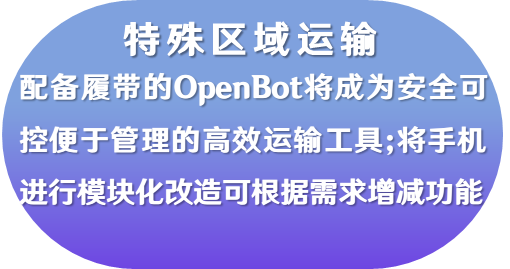 特殊区域运输
配备履带的OpenBot将成为安全可
控便于管理的高效运输工具;将手机
进行模块化改造可根据需求增减功能